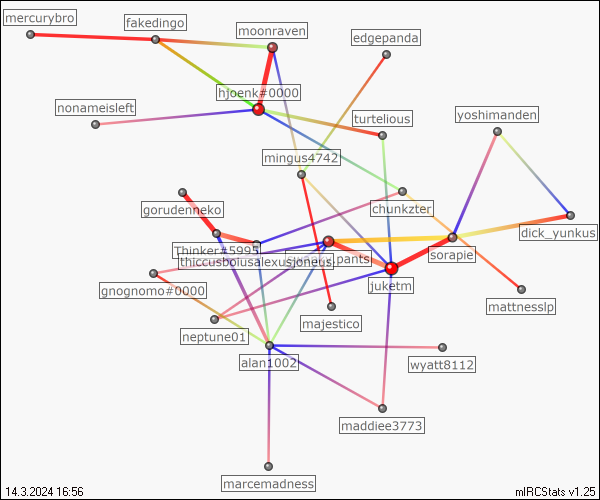 mercurybro
fakedingo
moonraven
edgepanda
hjoenk#0000
nonameisleft
turtelious
yoshimanden
mingus4742
chunkzter
gorudenneko
dick_yunkus
Thinker#5995
sorapie
thiccusboiusalexusjoneus
pants
juketm
gnognomo#0000
mattnesslp
majestico
neptune01
alan1002
wyatt8112
maddiee3773
marcemadness
14.3.2024 16:56
mIRCStats v1.25